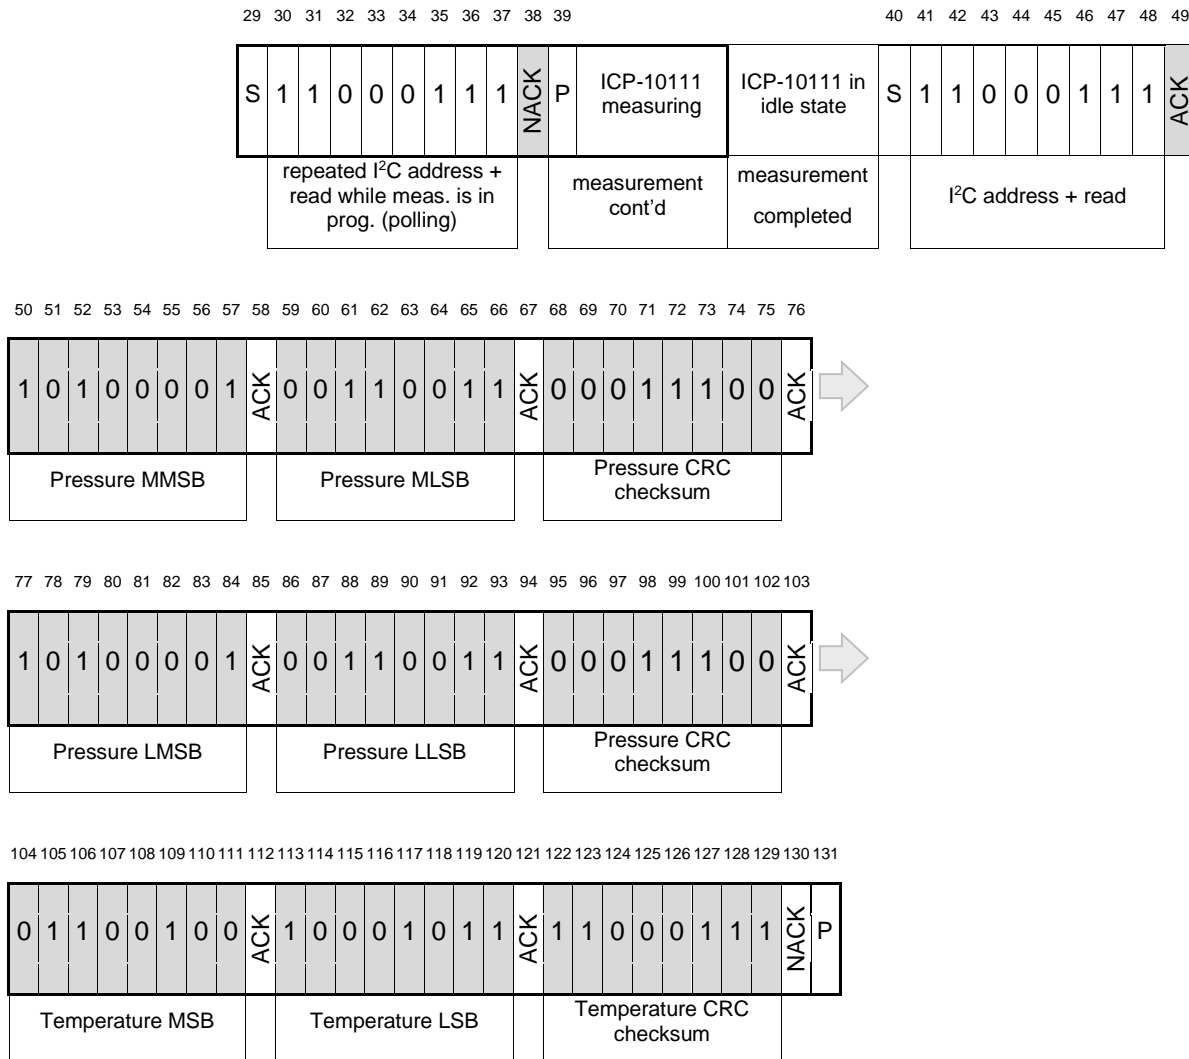 29 30 31 32 33 34 35 36 37 38 39 40 41 42 43 44 45 46 47 48 49
S 1 1 0 0 0 1 1 1 NACK P ICP-10111 measuring ICP-10111 in idle state S 1 1 0 0 0 1 1 1 ACK
repeated I²C address +
read while meas. is in
prog. (polling)
measurement
cont'd
measurement
completed
I²C address + read
50 51 52 53 54 55 56 57 58 59 60 61 62 63 64 65 66 67 68 69 70 71 72 73 74 75 76
1 0 1 0 0 0 0 1 ACK 0 0 1 1 0 0 1 1 ACK 0 0 0 1 1 1 0 0 ACK
Pressure MMSB
Pressure MLSB
Pressure CRC
checksum
77 78 79 80 81 82 83 84 85 86 87 88 89 90 91 92 93 94 95 96 97 98 99 100 101 102 103
1 0 1 0 0 0 0 1 ACK 0 0 1 1 0 0 1 1 ACK 0 0 0 1 1 1 0 0 ACK
Pressure LMSB
Pressure LLSB
Pressure CRC
checksum
104 105 106 107 108 109 110 111 112 113 114 115 116 117 118 119 120 121 122 123 124 125 126 127 128 129 130 131
0 1 1 0 0 1 0 0 ACK 1 0 0 0 1 0 1 1 ACK 1 1 0 0 0 1 1 1 NACK P
Temperature MSB
Temperature LSB
Temperature CRC
checksum